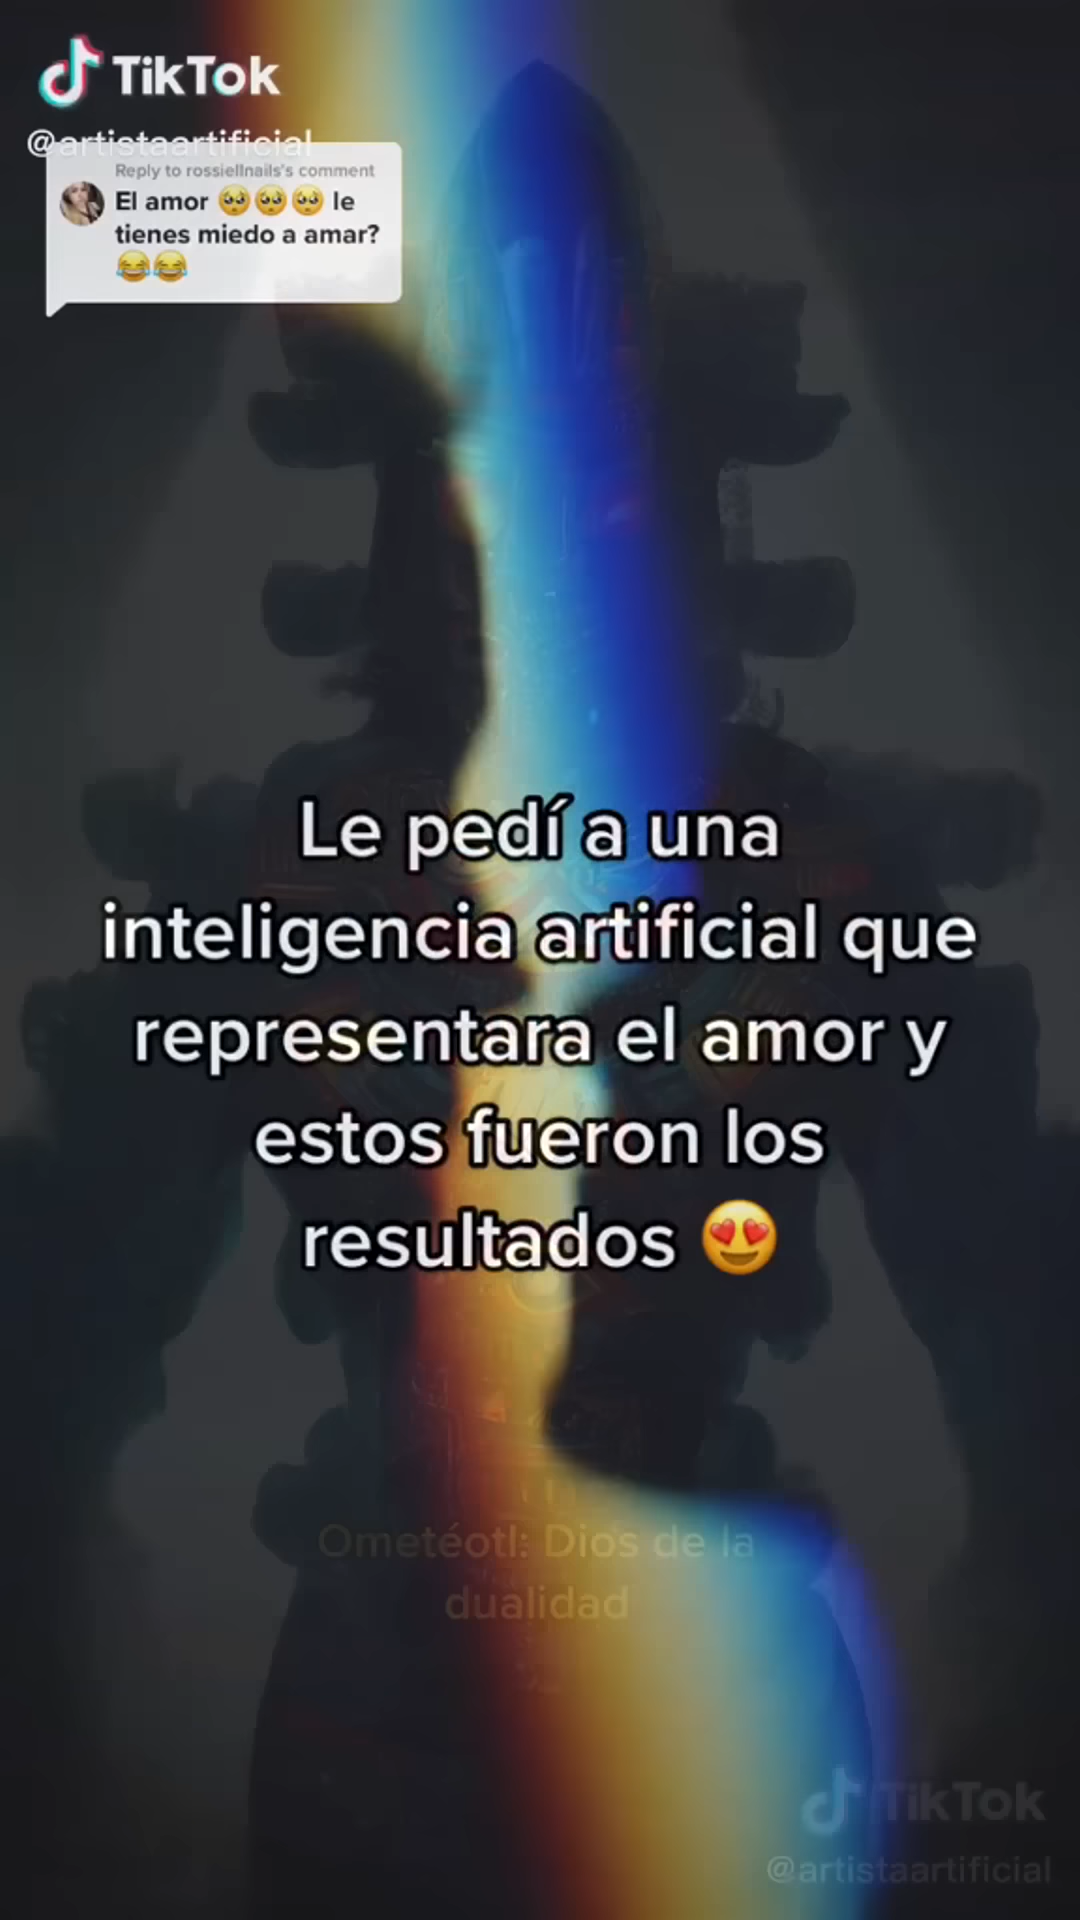 TikTok
@artistaartificial
Reply to rossiellnails's comment
El amor 🥺🥺🥺 le
tienes miedo a amar?
😂😂
Le pedí a una
inteligencia artificial que
representara el amor y
estos fueron los
resultados 😍
Ometéotl: Dios de la
dualidad
TikTok
@artistaartificial